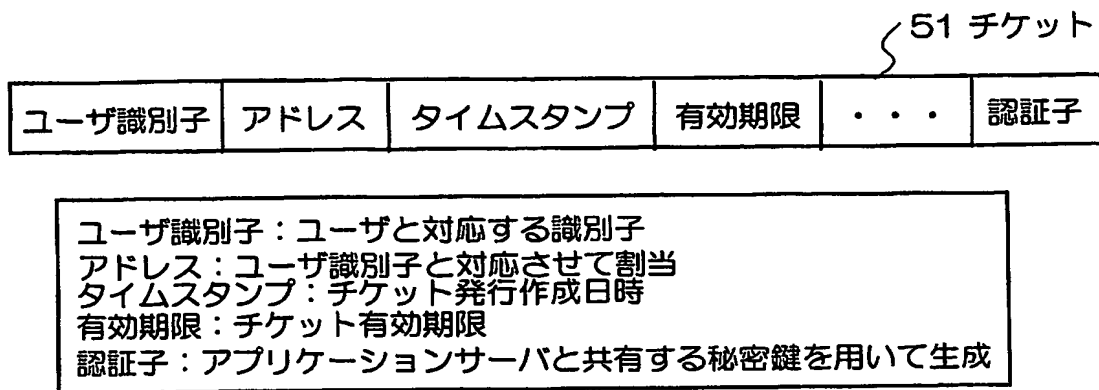 51 チケット
ユーザ識別子 アドレス タイムスタンプ 有効期限 ・・・ 認証子
ユーザ識別子：ユーザと対応する識別子
アドレス：ユーザ識別子と対応させて割当
タイムスタンプ：チケット発行作成日時
有効期限：チケット有効期限
認証子：アプリケーションサーバと共有する秘密鍵を用いて生成